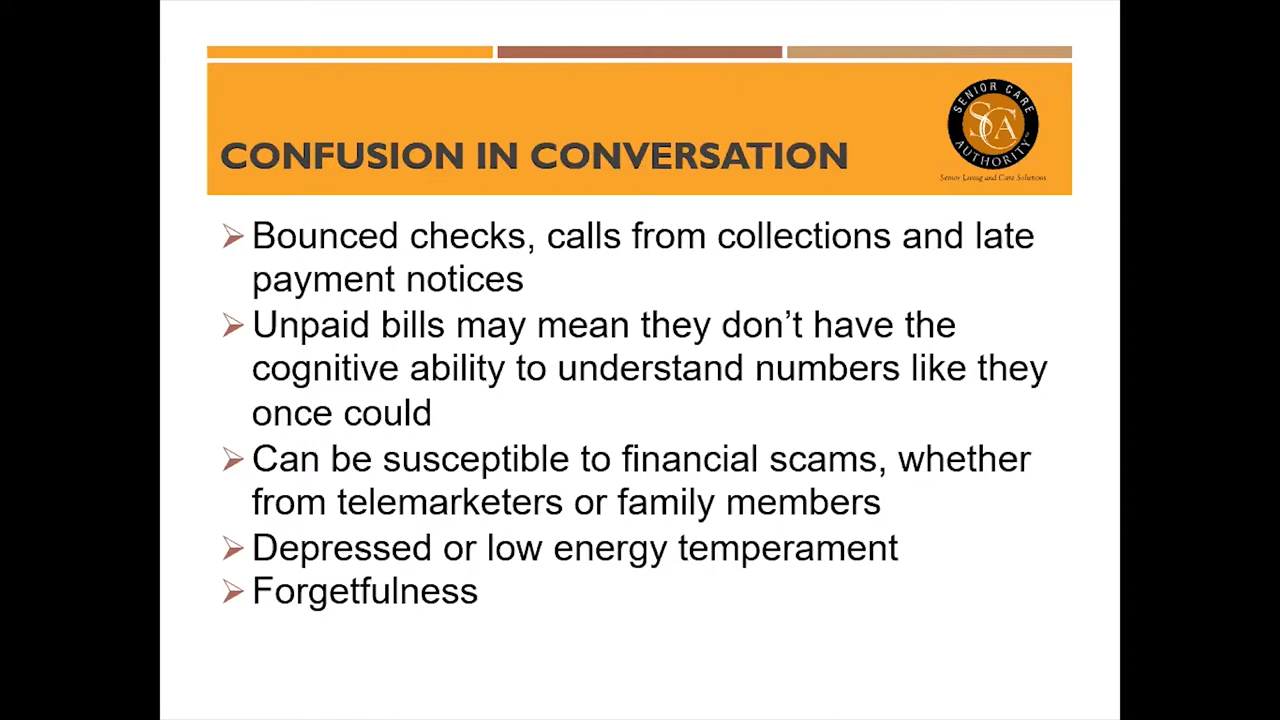 SENIOR CARE
SCA
AUTHORITY
Senior Living and Care Solutions
CONFUSION IN CONVERSATION
Bounced checks, calls from collections and late
payment notices
Unpaid bills may mean they don’t have the
cognitive ability to understand numbers like they
once could
Can be susceptible to financial scams, whether
from telemarketers or family members
Depressed or low energy temperament
Forgetfulness